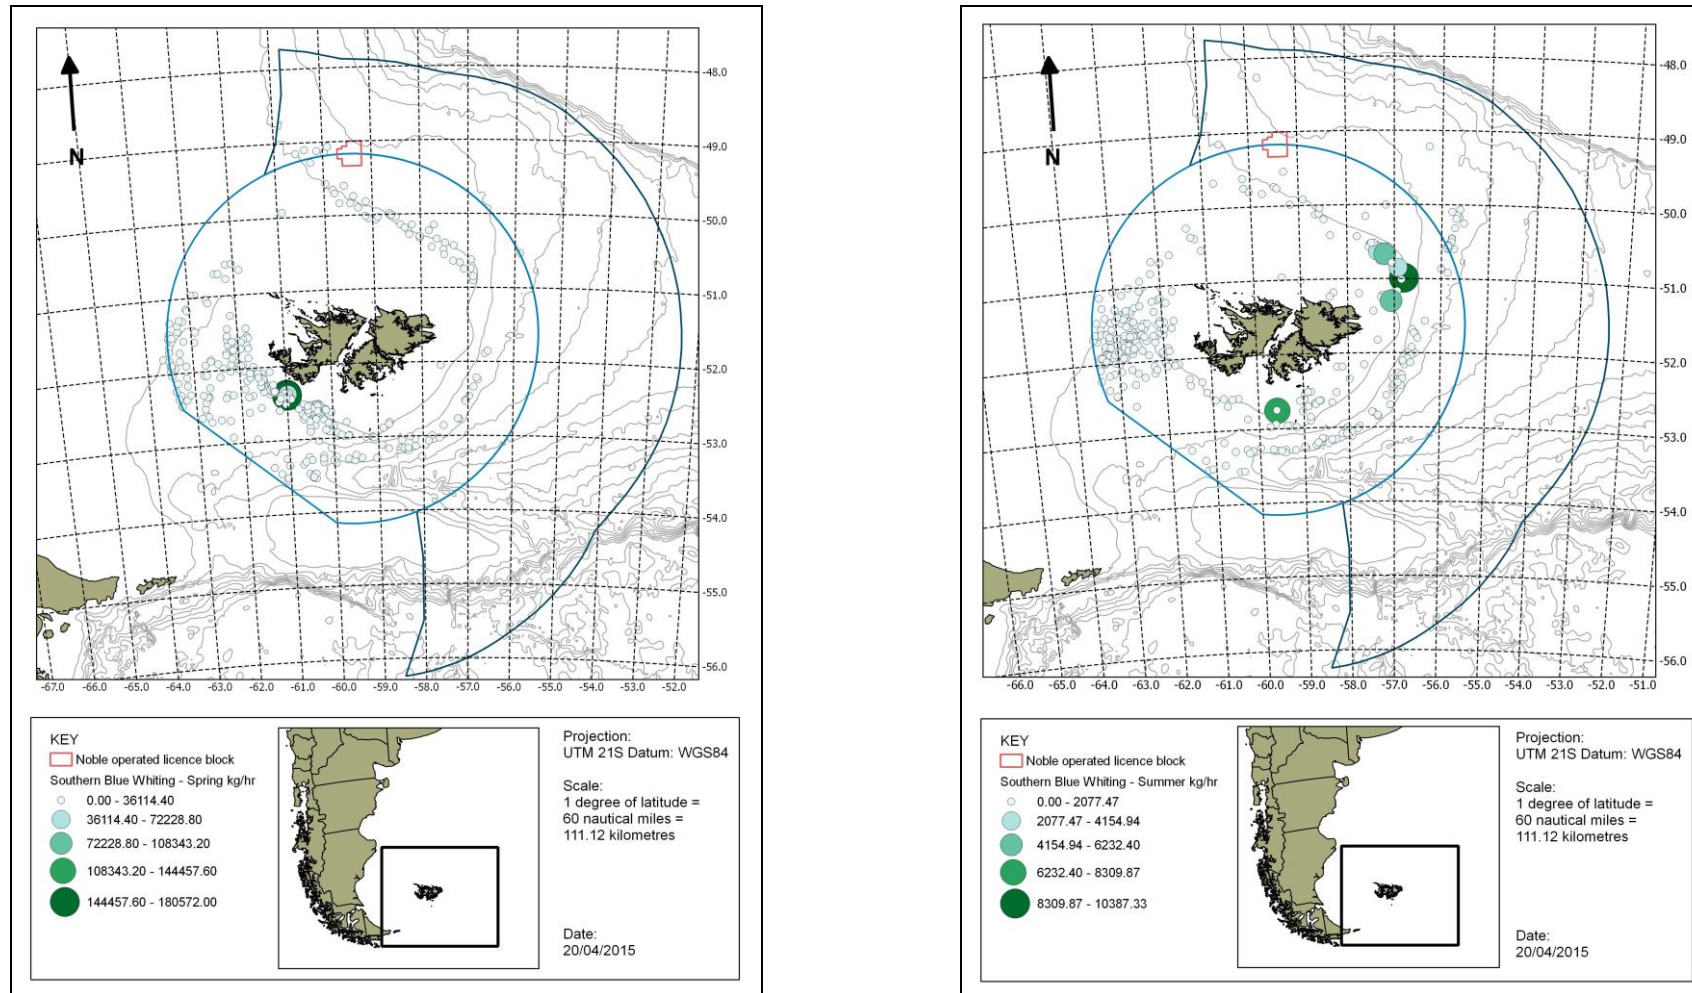 -48.0
-49.0
-50.0
-51.0
-52.0
-53.0
-54.0
-55.0
-56.0
N
-67.0 -66.0 -65.0 -64.0 -63.0 -62.0 -61.0 -60.0 -59.0 -58.0 -57.0 -56.0 -55.0 -54.0 -53.0 -52.0
KEY
Noble operated licence block
Southern Blue Whiting - Spring kg/hr
0.00 - 36114.40
36114.40 - 72228.80
72228.80 - 108343.20
108343.20 - 144457.60
144457.60 - 180572.00
Projection:
UTM 21S Datum: WGS84
Scale:
1 degree of latitude =
60 nautical miles =
111.12 kilometres
Date:
20/04/2015
-48.0
-49.0
-50.0
-51.0
-52.0
-53.0
-54.0
-55.0
-56.0
N
-66.0 -65.0 -64.0 -63.0 -62.0 -61.0 -60.0 -59.0 -58.0 -57.0 -56.0 -55.0 -54.0 -53.0 -52.0 -51.0
KEY
Noble operated licence block
Southern Blue Whiting - Summer kg/hr
0.00 - 2077.47
2077.47 - 4154.94
4154.94 - 6232.40
6232.40 - 8309.87
8309.87 - 10387.33
Projection:
UTM 21S Datum: WGS84
Scale:
1 degree of latitude =
60 nautical miles =
111.12 kilometres
Date:
20/04/2015